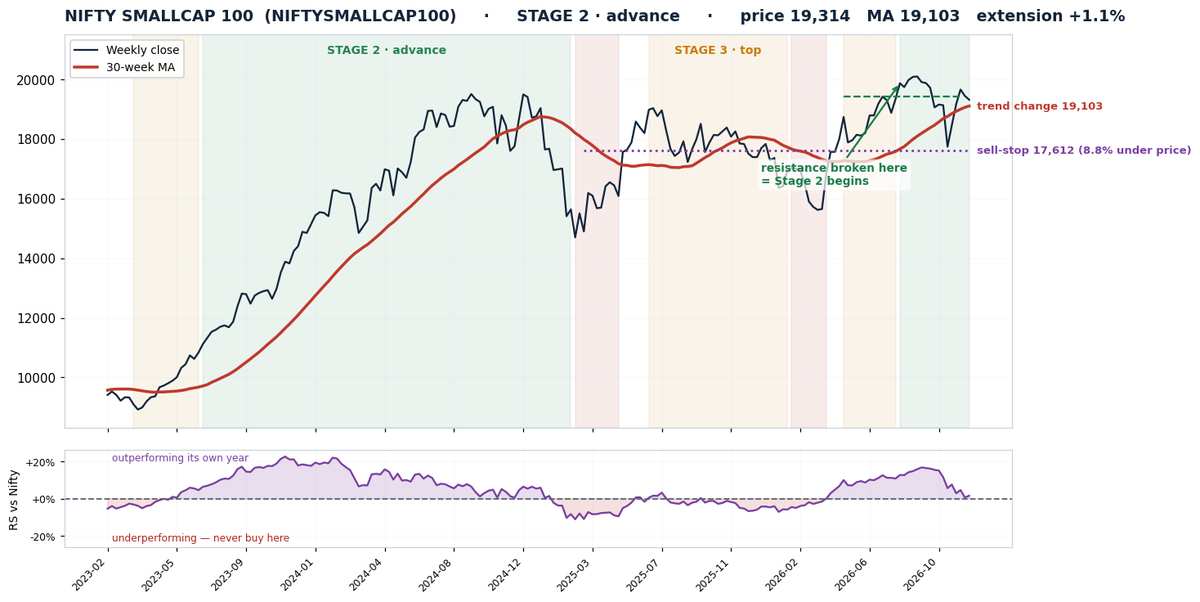 NIFTY SMALLCAP 100 (NIFTYSMALLCAP100) · STAGE 2 · advance · price 19,314 MA 19,103 extension +1.1%
Weekly close
30-week MA
STAGE 2 · advance
STAGE 3 · top
20000
18000
16000
14000
12000
10000
trend change 19,103
sell-stop 17,612 (8.8% under price)
resistance broken here
= Stage 2 begins
RS vs Nifty
+20%
+0%
-20%
outperforming its own year
underperforming — never buy here
2023-02
2023-05
2023-09
2024-01
2024-04
2024-08
2024-12
2025-03
2025-07
2025-11
2026-02
2026-06
2026-10